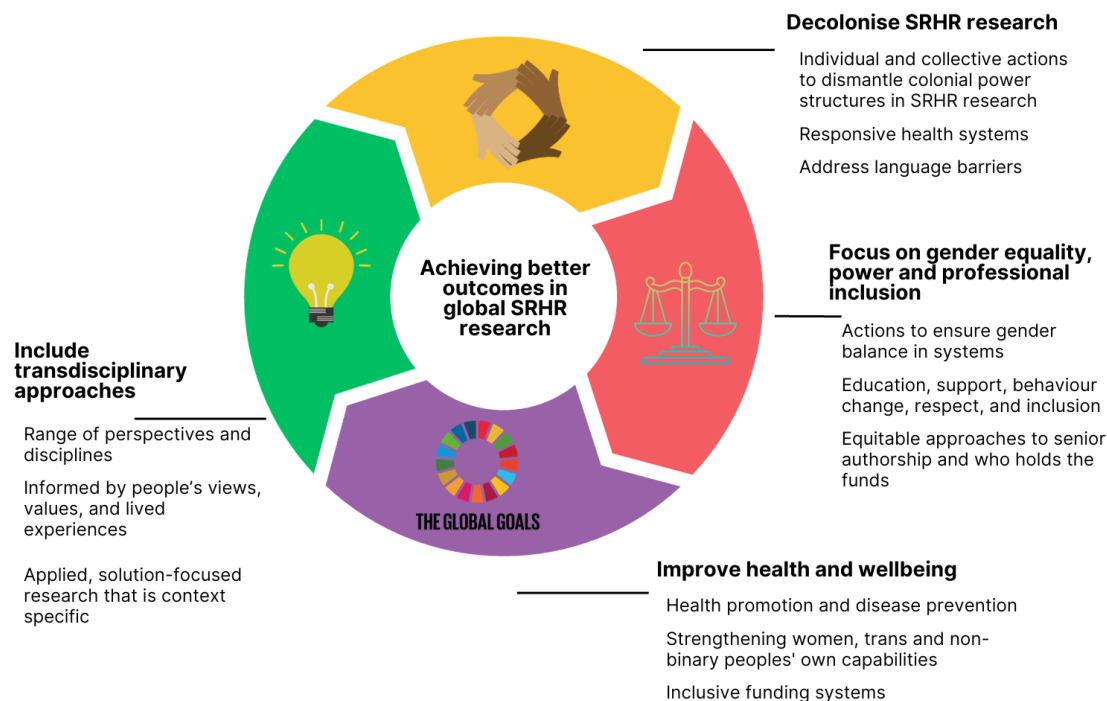 Decolonise SRHR research
Individual and collective actions
to dismantle colonial power
structures in SRHR research
Responsive health systems
Address language barriers
Focus on gender equality,
power and professional
inclusion
Actions to ensure gender
balance in systems
Education, support, behaviour
change, respect, and inclusion
Equitable approaches to senior
authorship and who holds the
funds
Achieving better
outcomes in
global SRHR
research
Include
transdisciplinary
approaches
Range of perspectives and
disciplines
Informed by people’s views,
values, and lived
experiences
Applied, solution-focused
research that is context
specific
THE GLOBAL GOALS
Improve health and wellbeing
Health promotion and disease prevention
Strengthening women, trans and non-
binary peoples' own capabilities
Inclusive funding systems